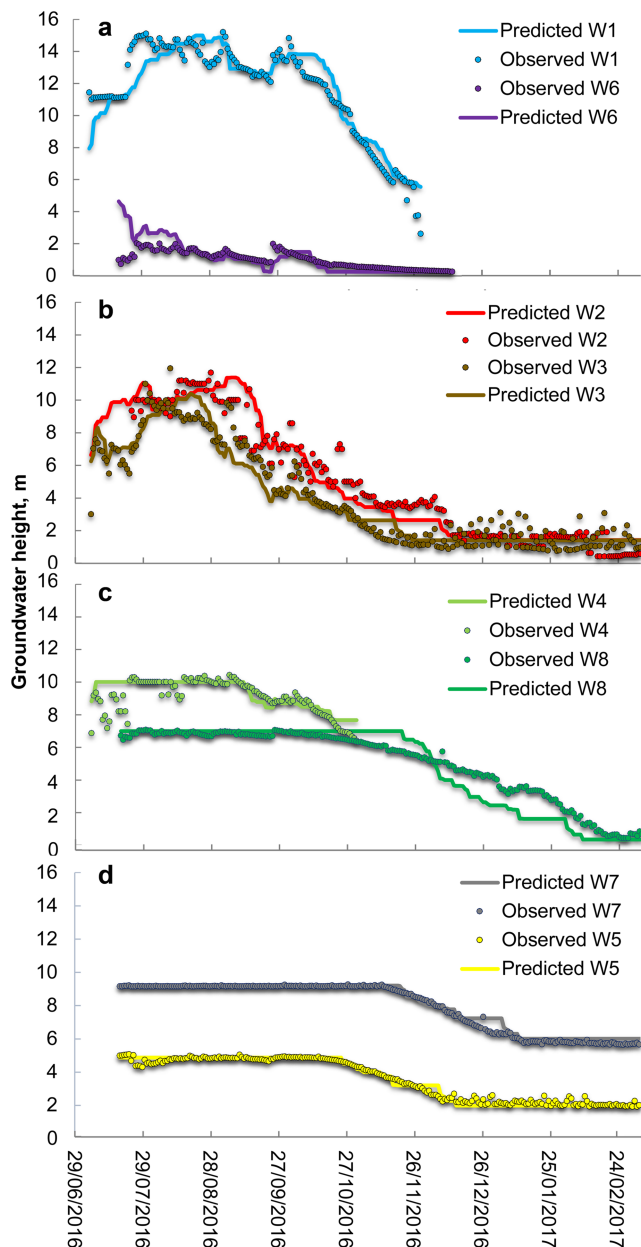 16
14
12
10
8
6
4
2
0
a
Predicted W1
Observed W1
Observed W6
Predicted W6
16
14
12
10
8
6
4
2
0
b
Predicted W2
Observed W2
Observed W3
Predicted W3
Groundwater height, m
16
14
12
10
8
6
4
2
0
c
Predicted W4
Observed W4
Observed W8
Predicted W8
16
14
12
10
8
6
4
2
0
d
Predicted W7
Observed W7
Observed W5
Predicted W5
29/06/2016
29/07/2016
28/08/2016
27/09/2016
27/10/2016
26/11/2016
26/12/2016
25/01/2017
24/02/2017